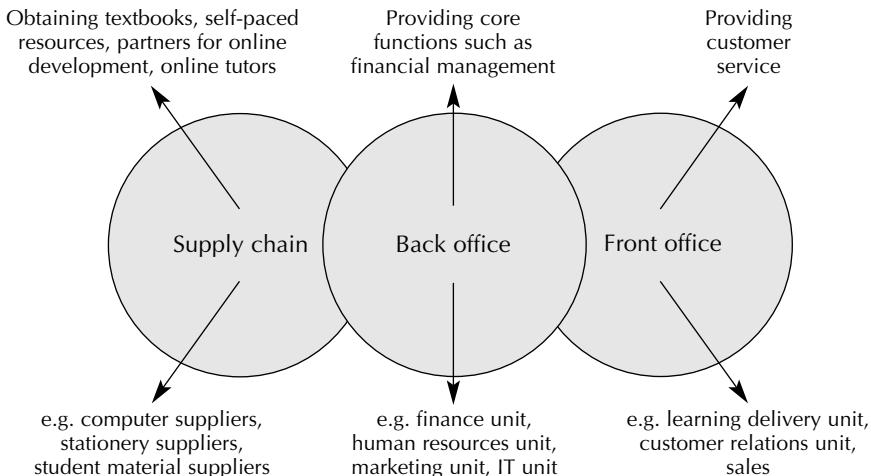 Obtaining textbooks, self-paced
resources, partners for online
development, online tutors
Providing core
functions such as
financial management
Providing
customer
service
Supply chain
Back office
Front office
e.g. computer suppliers,
stationery suppliers,
student material suppliers
e.g. finance unit,
human resources unit,
marketing unit, IT unit
e.g. learning delivery unit,
customer relations unit,
sales